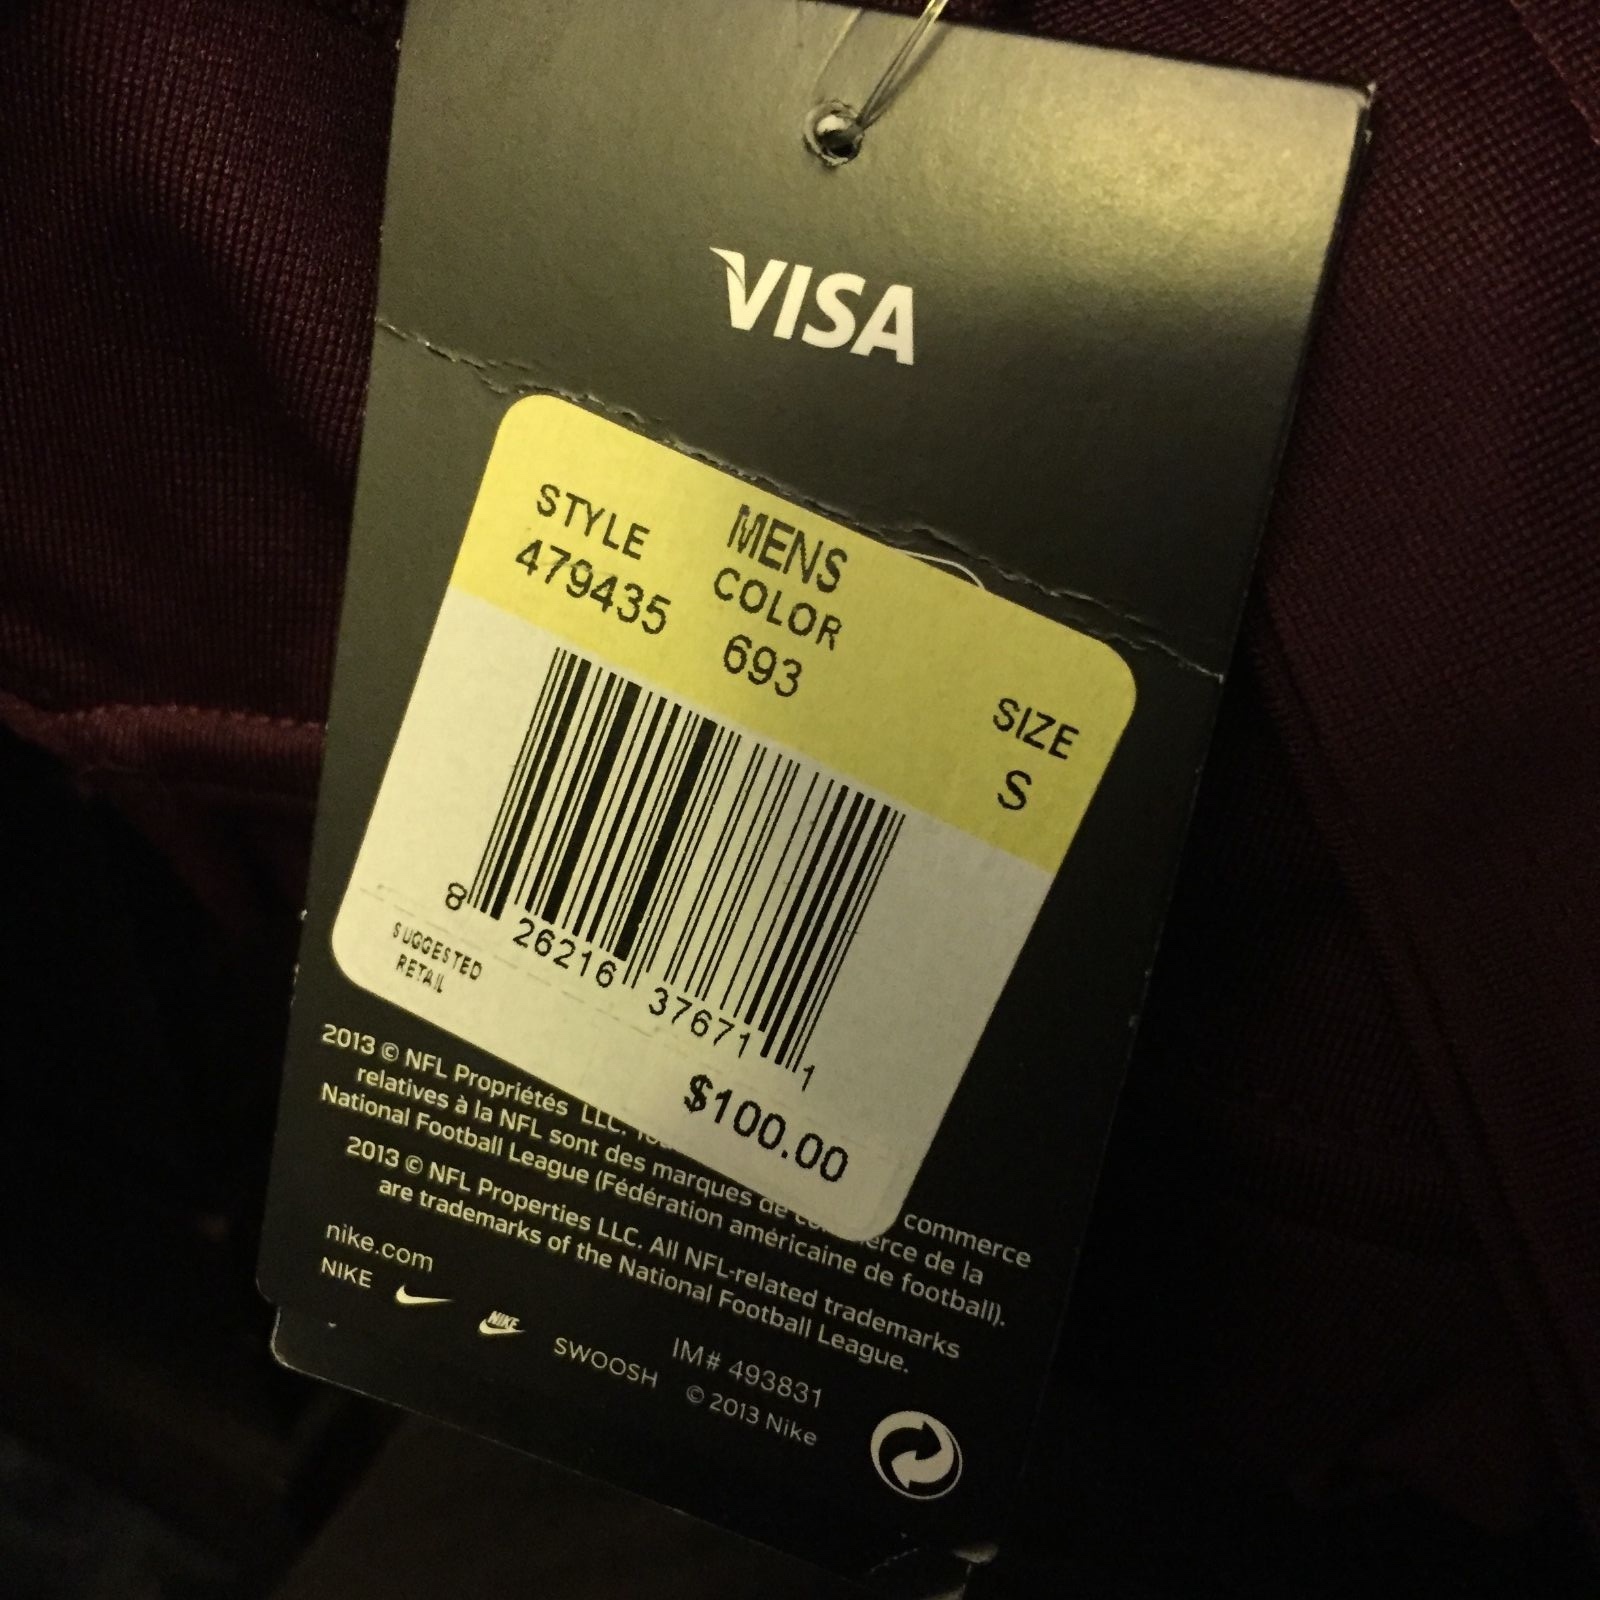 VISA
MENS
STYLE COLOR SIZE
479435 693 S
8 26216 37671 1
SUGGESTED
RETAIL
$100.00
2013 © NFL Propriétés LLC. commerce
relatives à la NFL sont des marques de commerce de la
National Football League (Fédération américaine de football).
2013 © NFL Properties LLC. All NFL-related trademarks
are trademarks of the National Football League.
nike.com
NIKE NIKE SWOOSH
IM# 493831
© 2013 Nike